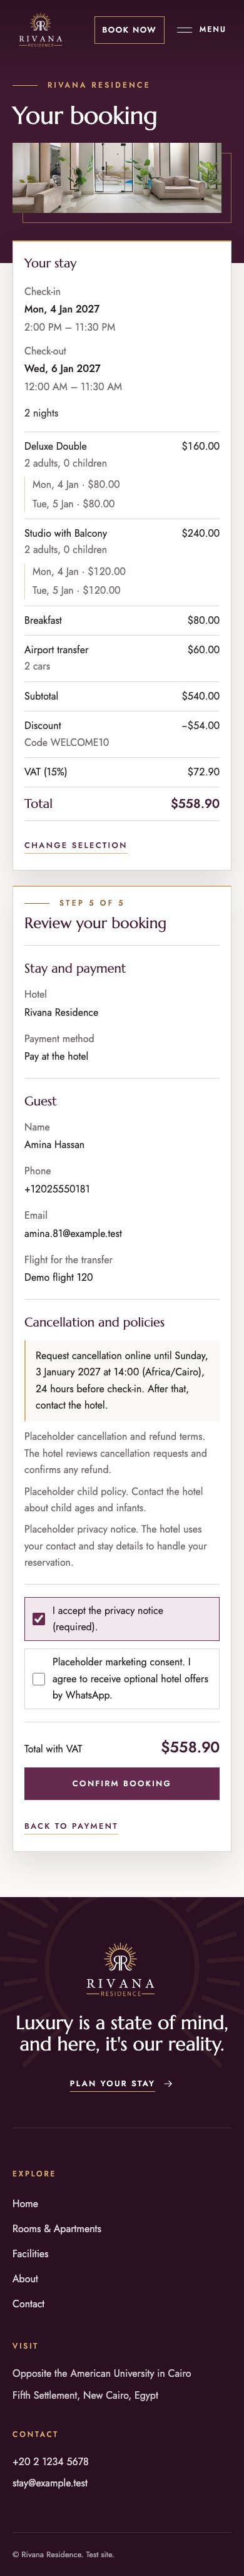 RIVANA
RESIDENCE
BOOK NOW
MENU
RIVANA RESIDENCE
Your booking
Your stay
Check-in
Mon, 4 Jan 2027
2:00 PM – 11:30 PM
Check-out
Wed, 6 Jan 2027
12:00 AM – 11:30 AM
2 nights
Deluxe Double $160.00
2 adults, 0 children
Mon, 4 Jan · $80.00
Tue, 5 Jan · $80.00
Studio with Balcony $240.00
2 adults, 0 children
Mon, 4 Jan · $120.00
Tue, 5 Jan · $120.00
Breakfast $80.00
Airport transfer $60.00
2 cars
Subtotal $540.00
Discount −$54.00
Code WELCOME10
VAT (15%) $72.90
Total $558.90
CHANGE SELECTION
STEP 5 OF 5
Review your booking
Stay and payment
Hotel
Rivana Residence
Payment method
Pay at the hotel
Guest
Name
Amina Hassan
Phone
+12025550181
Email
amina.81@example.test
Flight for the transfer
Demo flight 120
Cancellation and policies
Request cancellation online until Sunday,
3 January 2027 at 14:00 (Africa/Cairo),
24 hours before check-in. After that,
contact the hotel.
Placeholder cancellation and refund terms.
The hotel reviews cancellation requests and
confirms any refund.
Placeholder child policy. Contact the hotel
about child ages and infants.
Placeholder privacy notice. The hotel uses
your contact and stay details to handle your
reservation.
I accept the privacy notice
(required).
Placeholder marketing consent. I
agree to receive optional hotel offers
by WhatsApp.
Total with VAT $558.90
CONFIRM BOOKING
BACK TO PAYMENT
RIVANA
RESIDENCE
Luxury is a state of mind,
and here, it's our reality.
PLAN YOUR STAY →
EXPLORE
Home
Rooms & Apartments
Facilities
About
Contact
VISIT
Opposite the American University in Cairo
Fifth Settlement, New Cairo, Egypt
CONTACT
+20 2 1234 5678
stay@example.test
© Rivana Residence. Test site.